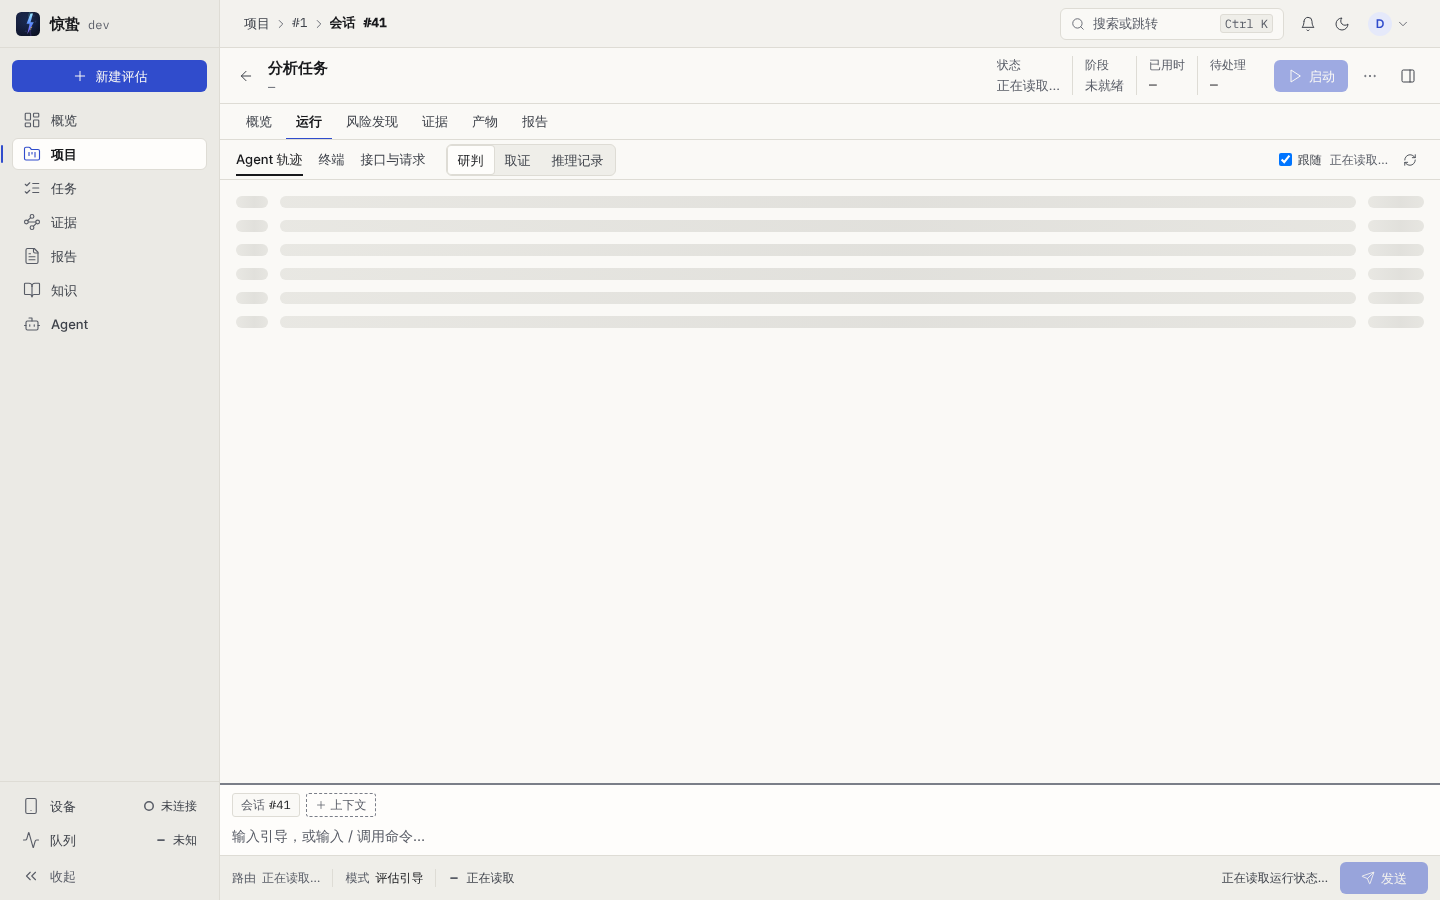 惊蛰 dev
项目 #1 会话 #41
搜索或跳转 Ctrl K
D
新建评估
概览
项目
任务
证据
报告
知识
Agent
分析任务
–
状态 阶段 已用时 待处理
正在读取... 未就绪 – –
启动
概览 运行 风险发现 证据 产物 报告
Agent 轨迹 终端 接口与请求 研判 取证 推理记录
跟随 正在读取...
会话 #41 上下文
输入引导，或输入 / 调用命令...
设备 未连接
队列 – 未知
收起
路由 正在读取... 模式 评估引导 – 正在读取
正在读取运行状态... 发送